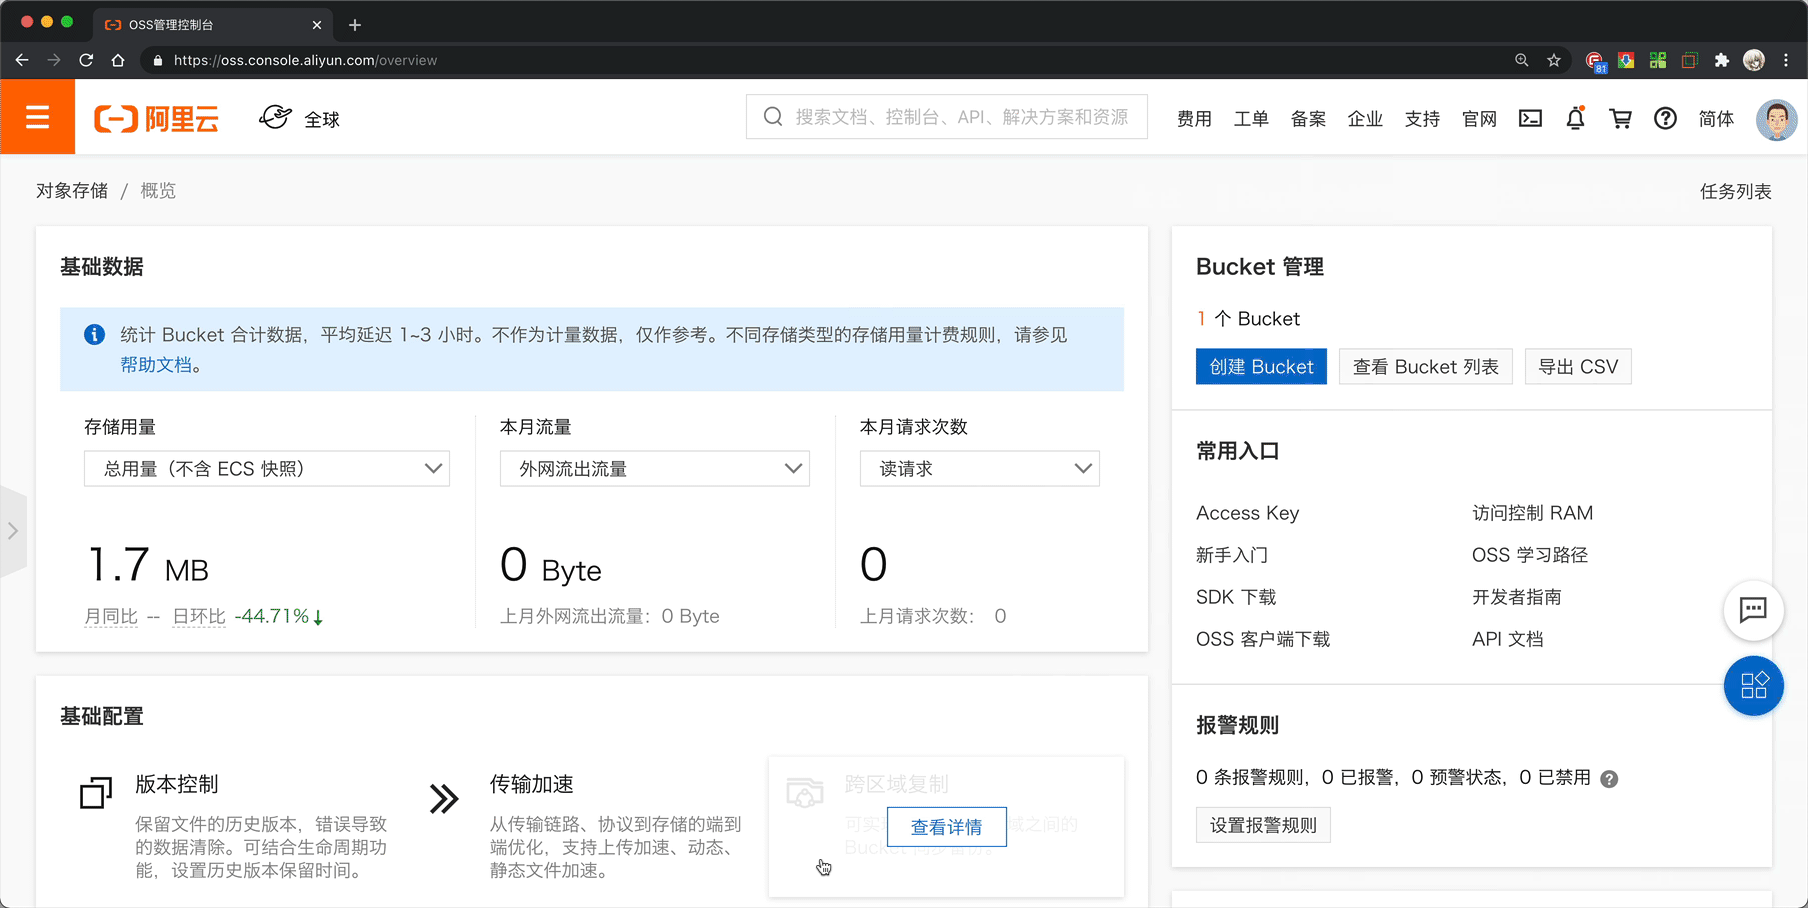 OSS管理控制台
https://oss.console.aliyun.com/overview
81
阿里云
全球
搜索文档、控制台、API、解决方案和资源
费用 工单 备案 企业 支持 官网 简体
对象存储 / 概览
任务列表
基础数据
统计 Bucket 合计数据，平均延迟 1~3 小时。不作为计量数据，仅作参考。不同存储类型的存储用量计费规则，请参见
帮助文档。
存储用量
总用量（不含 ECS 快照）
1.7 MB
月同比 -- 日环比 -44.71%↓
本月流量
外网流出流量
0 Byte
上月外网流出流量：0 Byte
本月请求次数
读请求
0
上月请求次数： 0
基础配置
版本控制
保留文件的历史版本，错误导致
的数据清除。可结合生命周期功
能，设置历史版本保留时间。
传输加速
从传输链路、协议到存储的端到
端优化，支持上传加速、动态、
静态文件加速。
跨区域复制
可实 域之间的
查看详情
Bucket
Bucket 管理
1 个 Bucket
创建 Bucket
查看 Bucket 列表
导出 CSV
常用入口
Access Key
访问控制 RAM
新手入门
OSS 学习路径
SDK 下载
开发者指南
OSS 客户端下载
API 文档
报警规则
0 条报警规则，0 已报警，0 预警状态，0 已禁用
设置报警规则